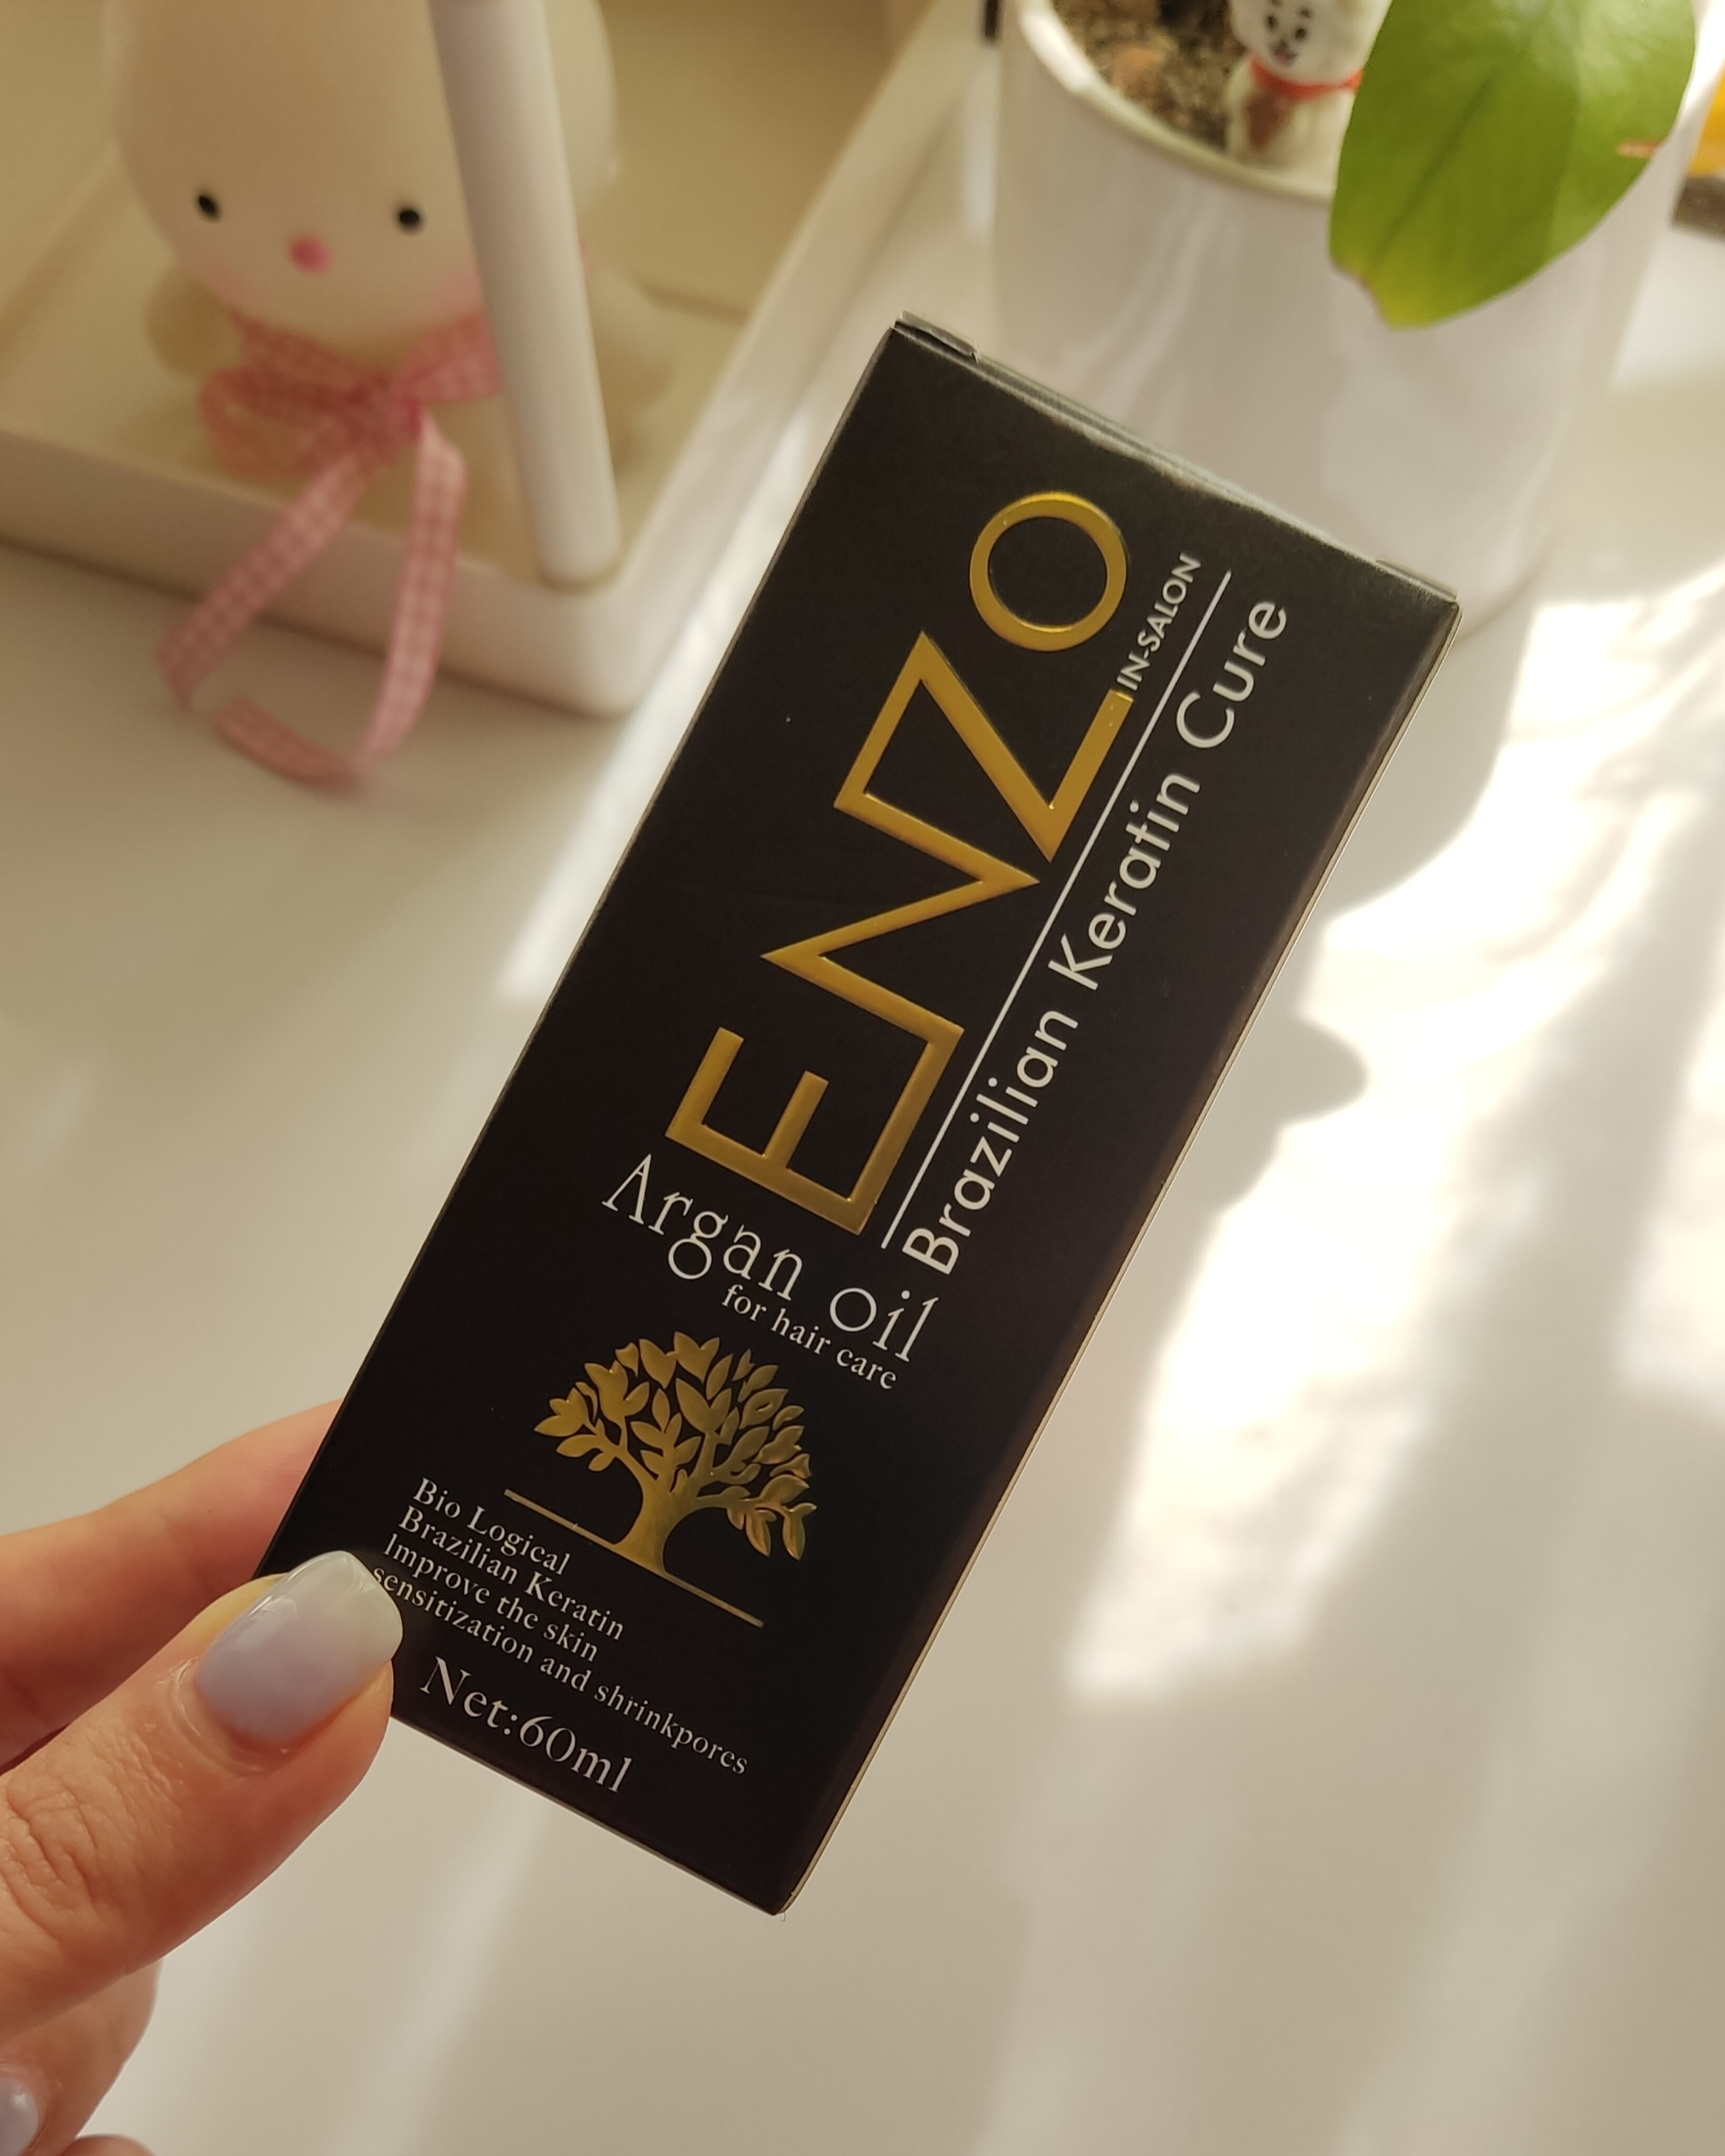 ENZO
IN-SALON
Brazilian Keratin Cure
Argan oil
for hair care
Bio Logical
Brazilian Keratin
Improve the skin
sensitization and shrinkpores
Net:60ml